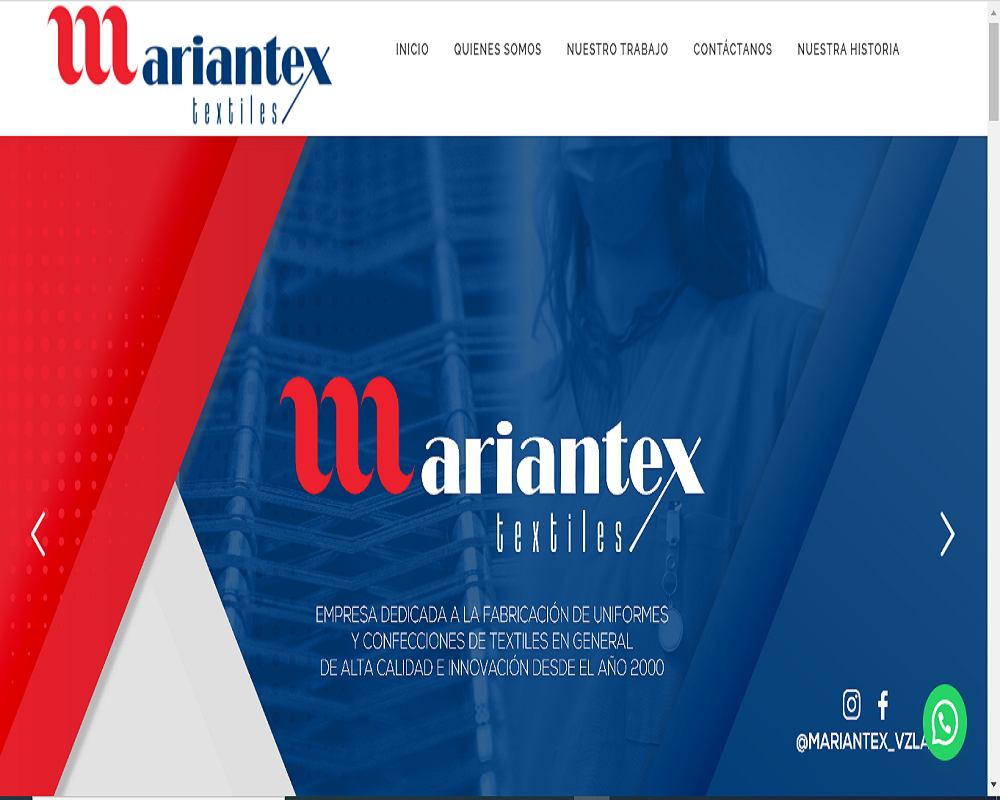 Mariantex
textiles
INICIO
QUIENES SOMOS
NUESTRO TRABAJO
CONTÁCTANOS
NUESTRA HISTORIA
Mariantex
textiles
EMPRESA DEDICADA A LA FABRICACIÓN DE UNIFORMES
Y CONFECCIONES DE TEXTILES EN GENERAL
DE ALTA CALIDAD E INNOVACIÓN DESDE EL AÑO 2000
@MARIANTEX_VZLA